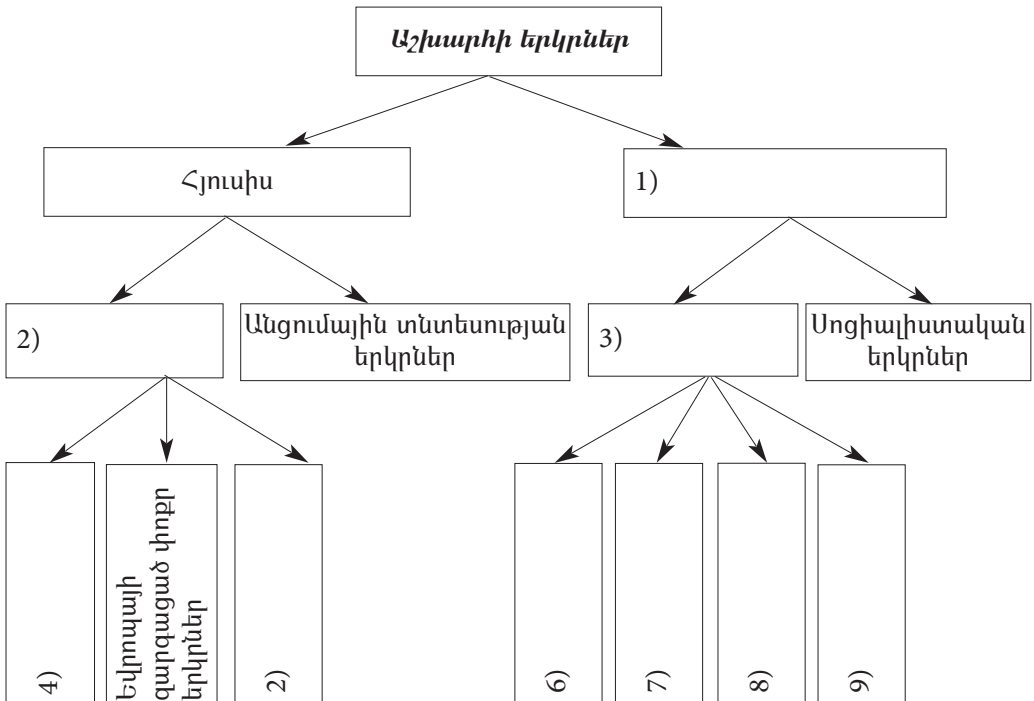 Աշխարհի երկրներ
Հյուսիս
1)
2)
Անցումային տնտեսության
երկրներ
3)
Սոցիալիստական
երկրներ
4)
Եվրոպայի
զարգացած փոքր
երկրներ
2)
6)
7)
8)
9)